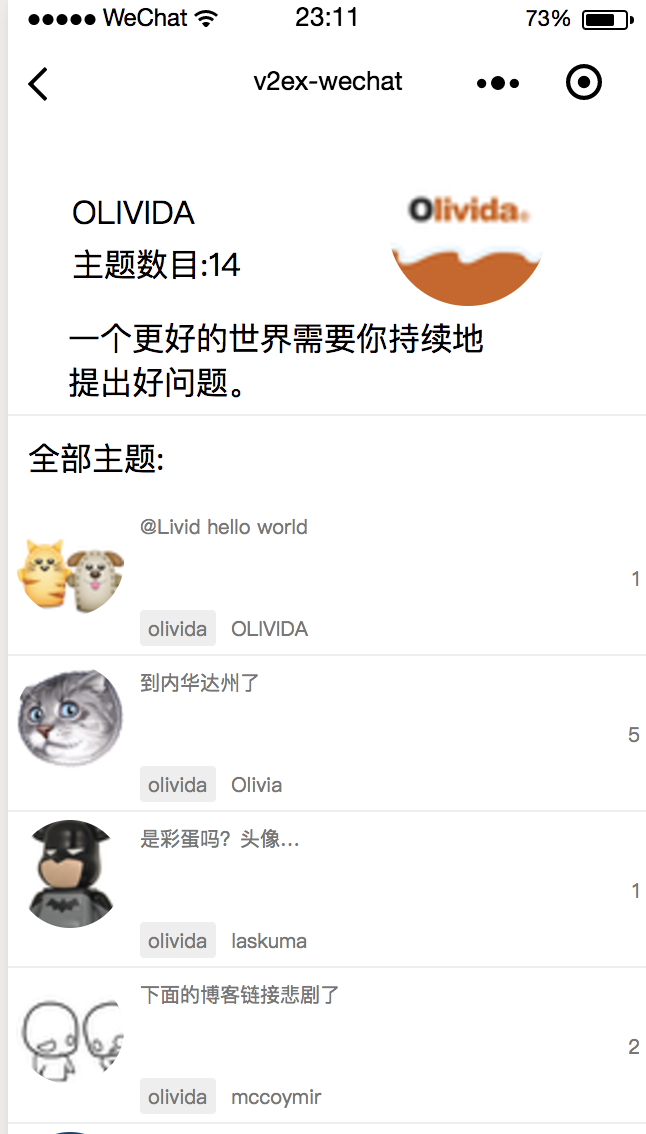 ●●●●● WeChat 23:11 73%
v2ex-wechat
OLIVIDA
Olivida®
主题数目:14
一个更好的世界需要你持续地
提出好问题。
全部主题:
@Livid hello world
1
olivida OLIVIDA
到内华达州了
5
olivida Olivia
是彩蛋吗？头像...
1
olivida laskuma
下面的博客链接悲剧了
2
olivida mccoymir